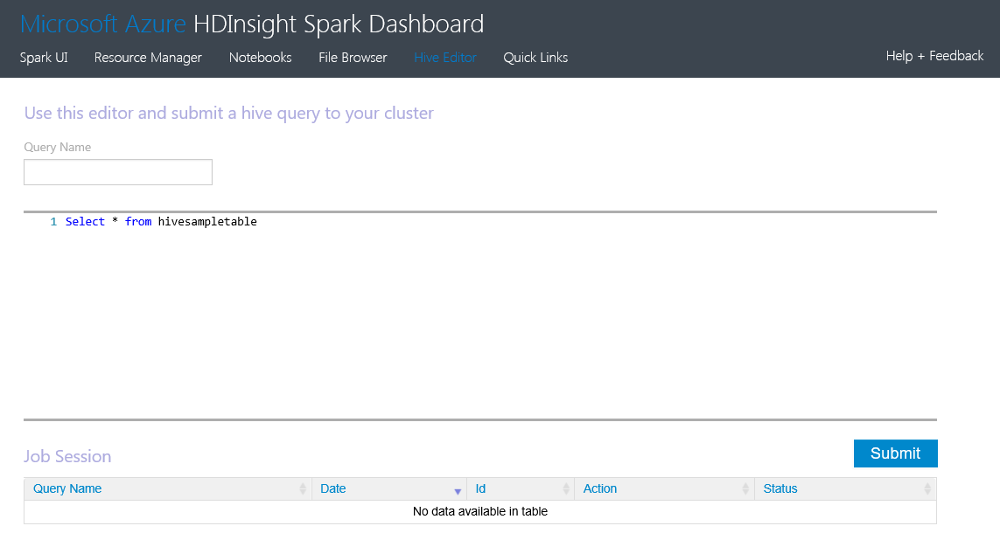 Microsoft Azure HDInsight Spark Dashboard
Spark UI Resource Manager Notebooks File Browser Hive Editor Quick Links Help + Feedback
Use this editor and submit a hive query to your cluster
Query Name
1 Select * from hivesampletable
Job Session Submit
Query Name Date Id Action Status
No data available in table